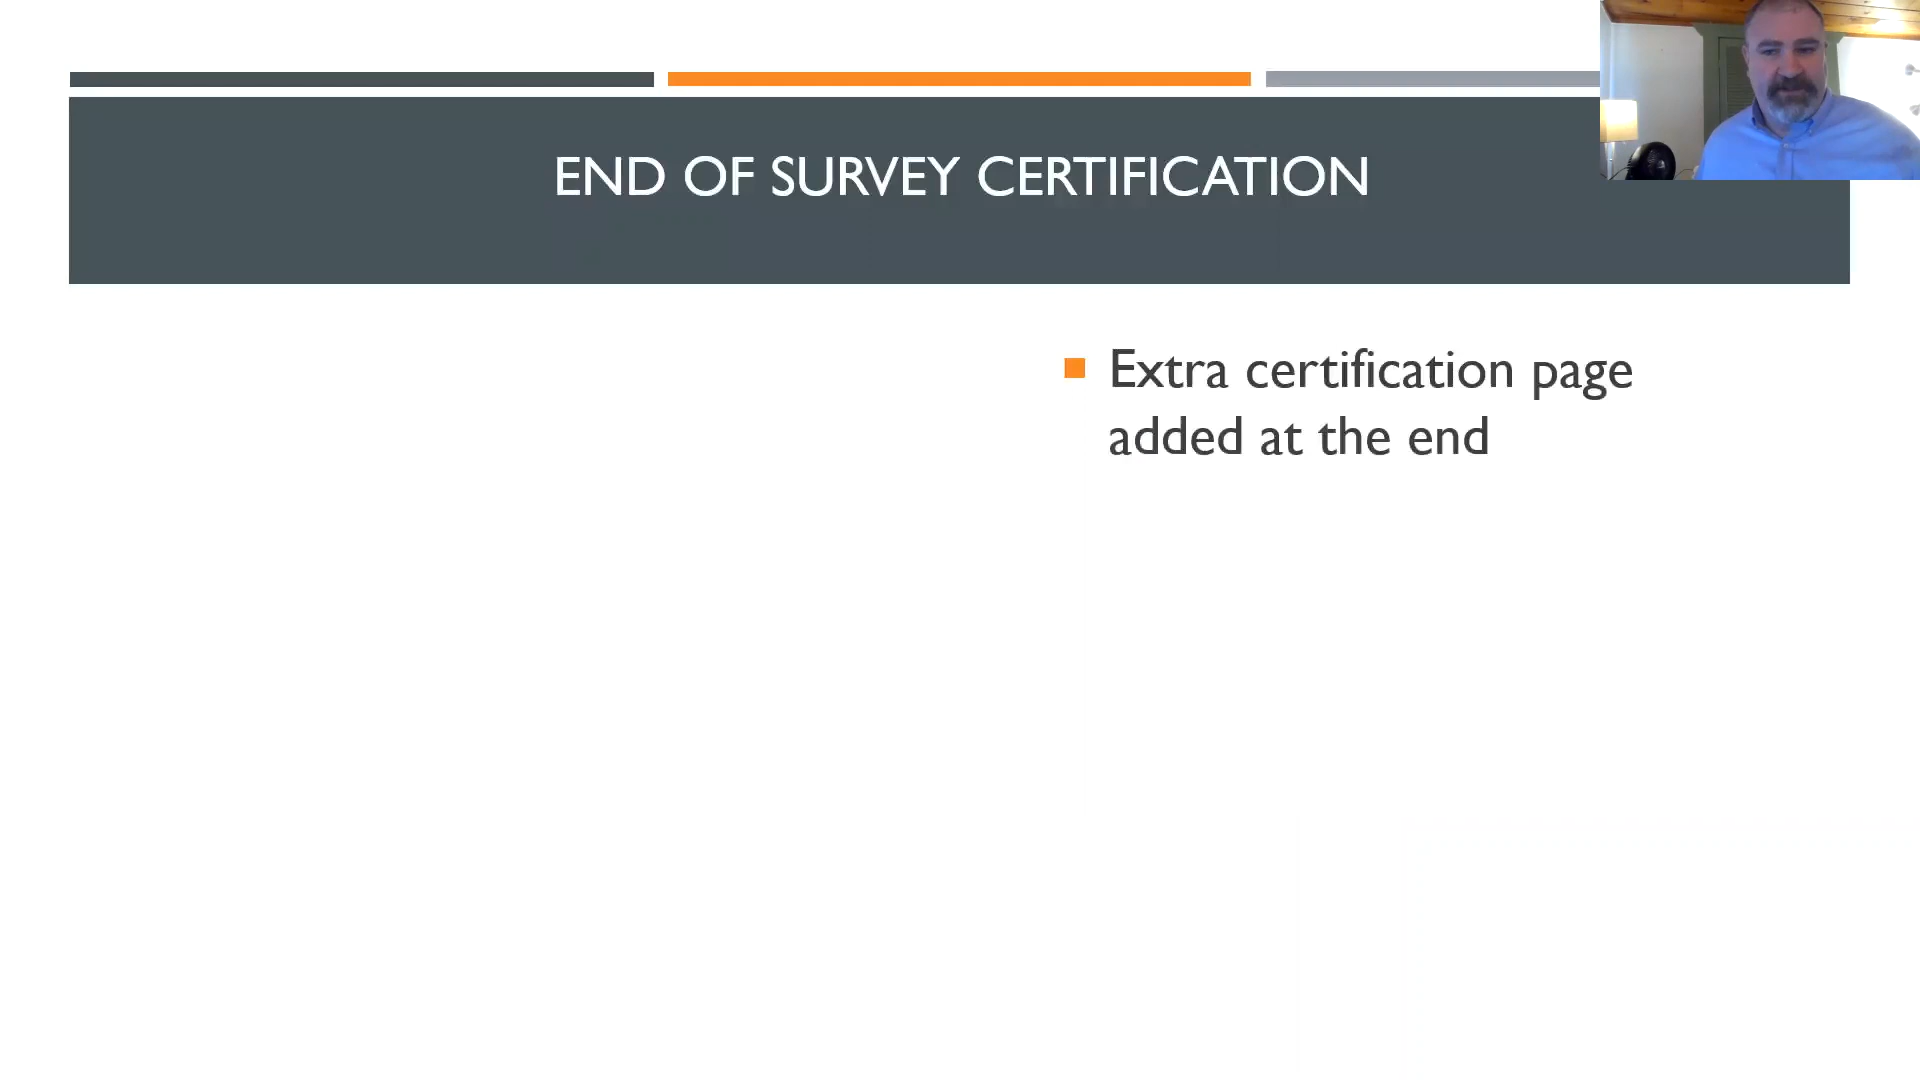 END OF SURVEY CERTIFICATION
Extra certification page
added at the end